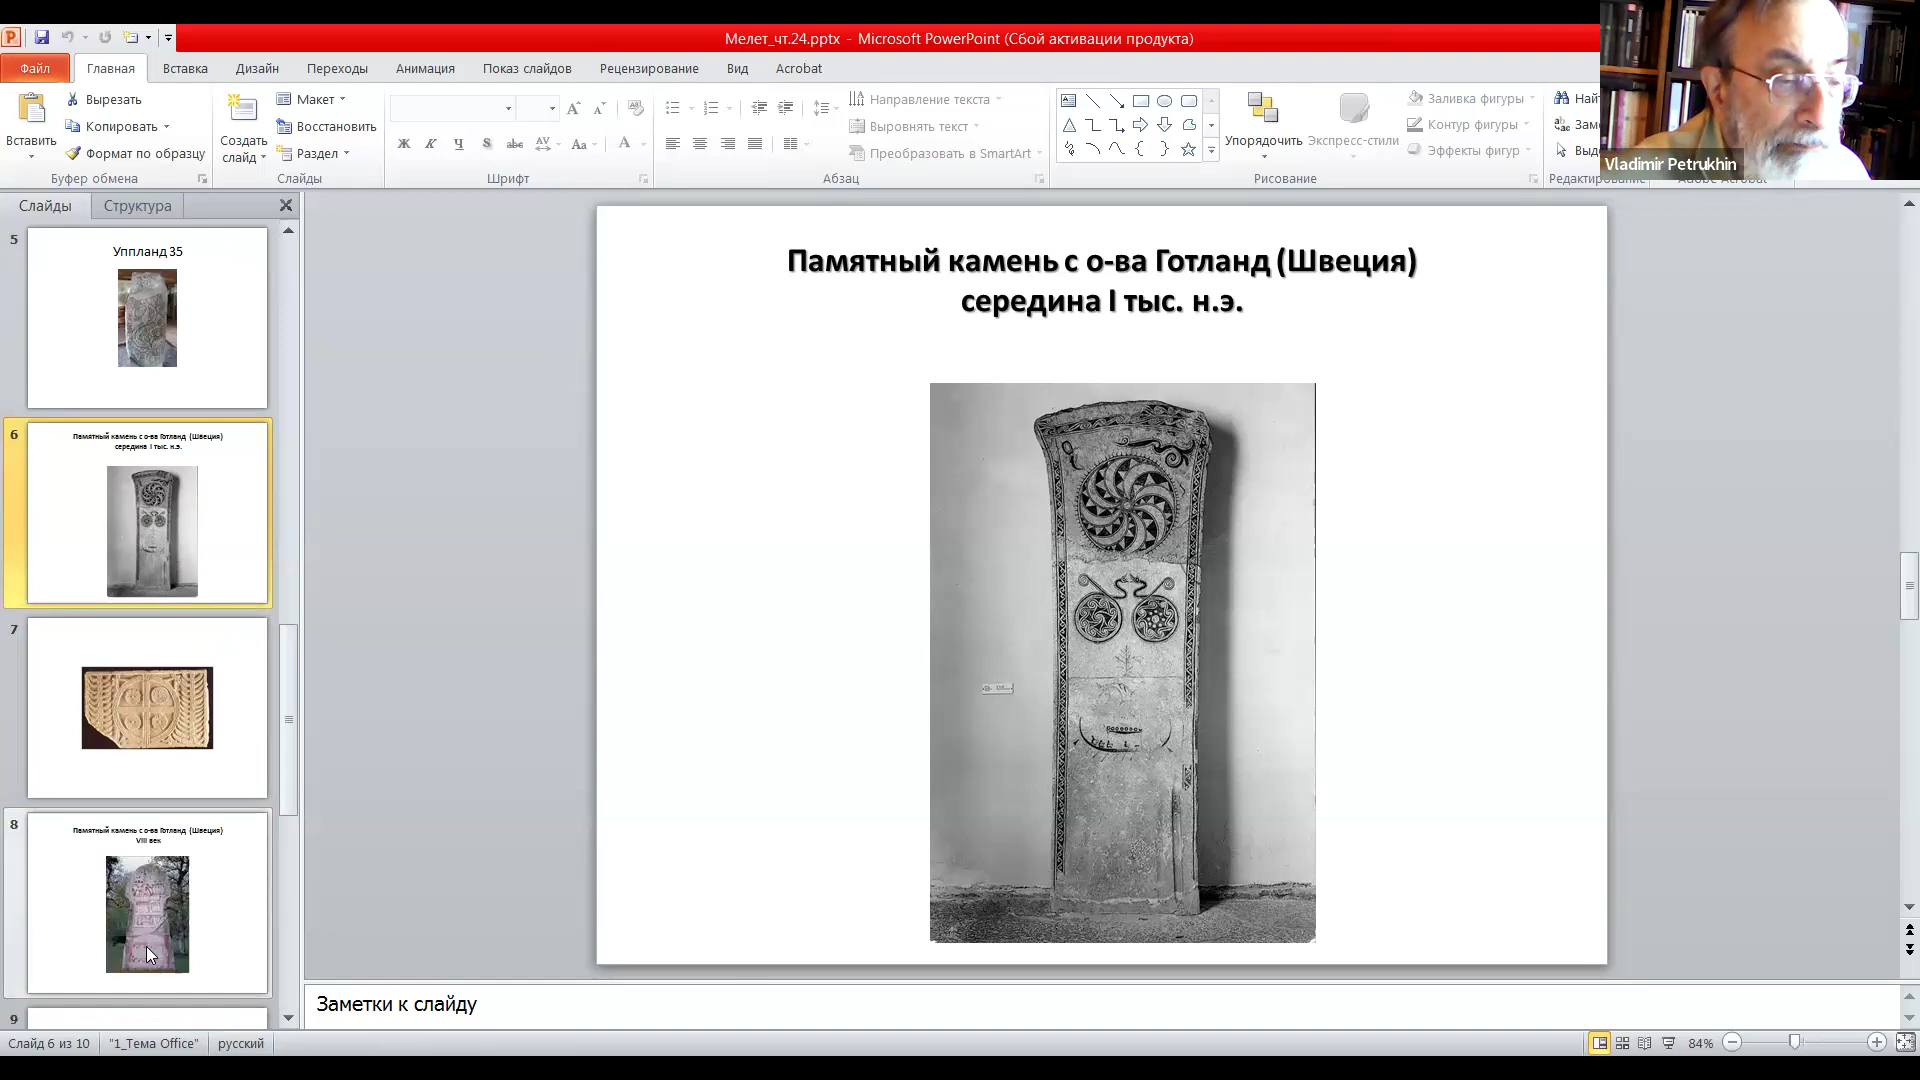 Мелет_чт.24.pptx - Microsoft PowerPoint (Сбой активации продукта)
Файл
Главная
Вставка
Дизайн
Переходы
Анимация
Показ слайдов
Рецензирование
Вид
Acrobat
Вставить
Вырезать
Копировать
Формат по образцу
Буфер обмена
Создать слайд
Макет
Восстановить
Раздел
Слайды
Шрифт
Направление текста
Выровнять текст
Преобразовать в SmartArt
Абзац
Упорядочить
Экспресс-стили
Заливка фигуры
Контур фигуры
Эффекты фигур
Рисование
Най
Зам
Выд
Редактирование
Vladimir Petrukhin
Слайды
Структура
5
Уппланд 35
6
Памятный камень с о-ва Готланд (Швеция)
середина I тыс. н.э.
7
8
Памятный камень с о-ва Готланд (Швеция)
VIII век
9
Памятный камень с о-ва Готланд (Швеция)
середина I тыс. н.э.
Заметки к слайду
Слайд 6 из 10
"1_Тема Office"
русский
84%